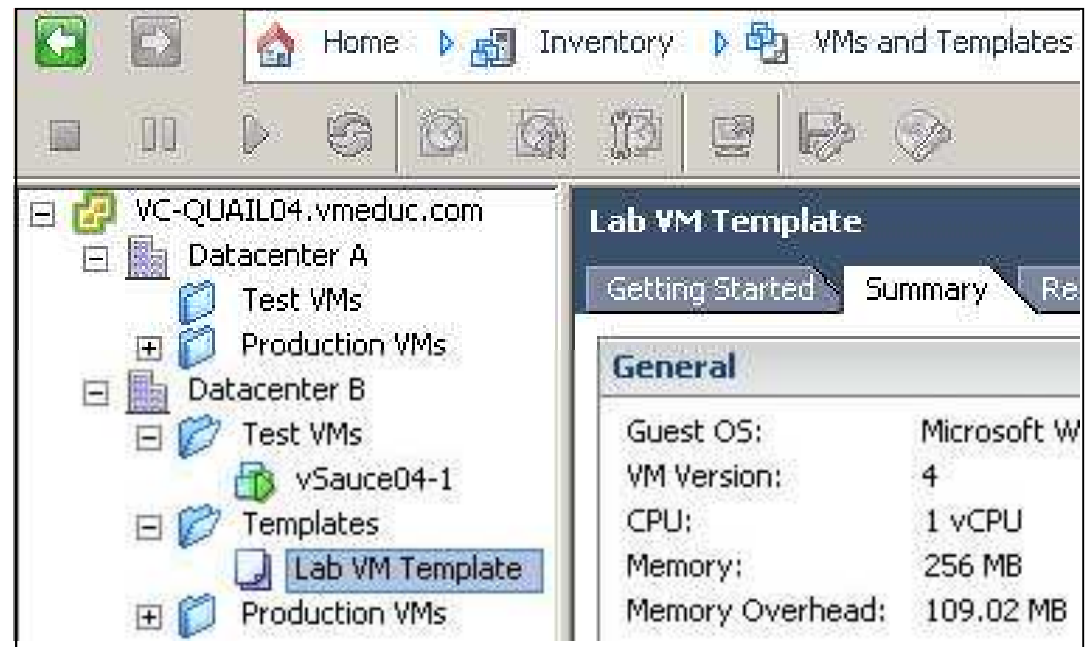 Home Inventory VMs and Templates
VC-QUAIL04.vmeduc.com
Datacenter A
Test VMs
Production VMs
Datacenter B
Test VMs
vSauce04-1
Templates
Lab VM Template
Production VMs
Lab VM Template
Getting Started Summary Re
General
Guest OS: Microsoft W
VM Version: 4
CPU: 1 vCPU
Memory: 256 MB
Memory Overhead: 109.02 MB